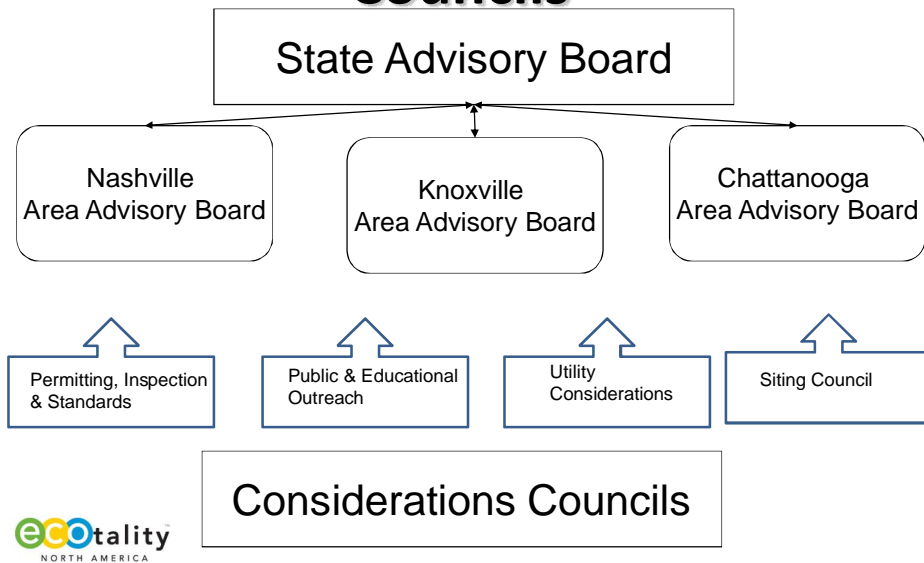 Councils
State Advisory Board
Nashville
Area Advisory Board
Knoxville
Area Advisory Board
Chattanooga
Area Advisory Board
Permitting, Inspection
& Standards
Public & Educational
Outreach
Utility
Considerations
Siting Council
Considerations Councils
ecotality
NORTH AMERICA